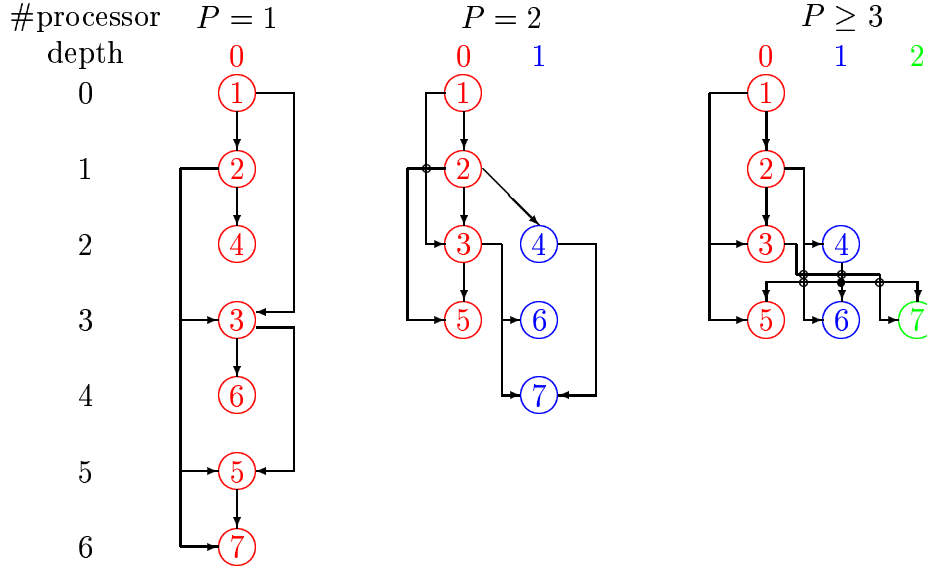 #processor P = 1 P = 2 P ≥ 3
depth 0 0 1 0 1 2
0 1 1 1
1 2 2 2
2 4 3 4 3 4
3 3 5 6 5 6 7
4 6 7
5 5
6 7